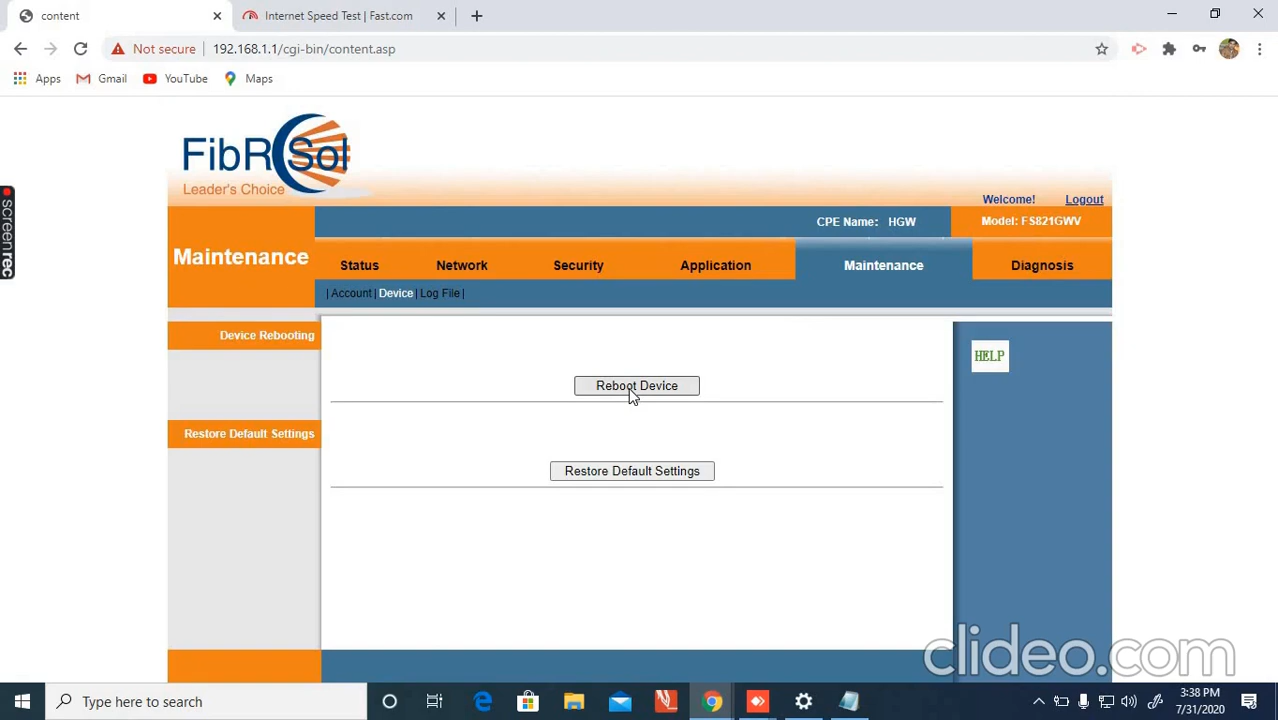 content
Internet Speed Test | Fast.com
Not secure
192.168.1.1/cgi-bin/content.asp
Apps
Gmail
YouTube
Maps
FibR Sol
Leader's Choice
Welcome!
Logout
CPE Name: HGW
Model: FS821GWV
Maintenance
Status
Network
Security
Application
Maintenance
Diagnosis
| Account | Device | Log File |
Device Rebooting
HELP
Reboot Device
Restore Default Settings
Restore Default Settings
screenrec
clideo.com
Type here to search
3:38 PM
7/31/2020